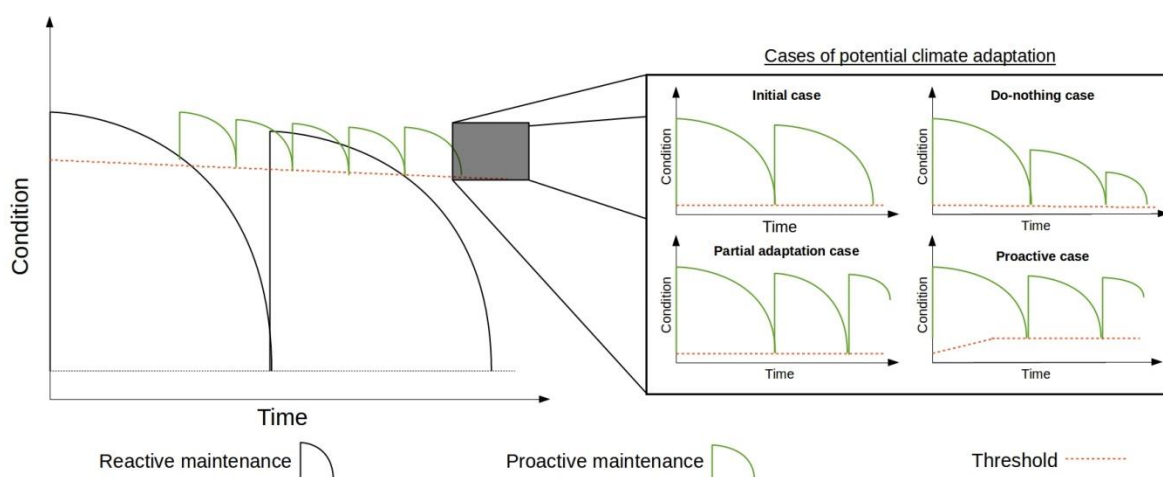 Cases of potential climate adaptation
Initial case
Do-nothing case
Condition
Condition
Condition
Time
Time
Partial adaptation case
Proactive case
Condition
Condition
Time
Time
Time
Reactive maintenance
Proactive maintenance
Threshold